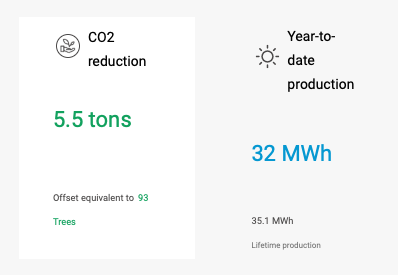 CO2
reduction
5.5 tons
Offset equivalent to 93
Trees
Year-to-
date
production
32 MWh
35.1 MWh
Lifetime production